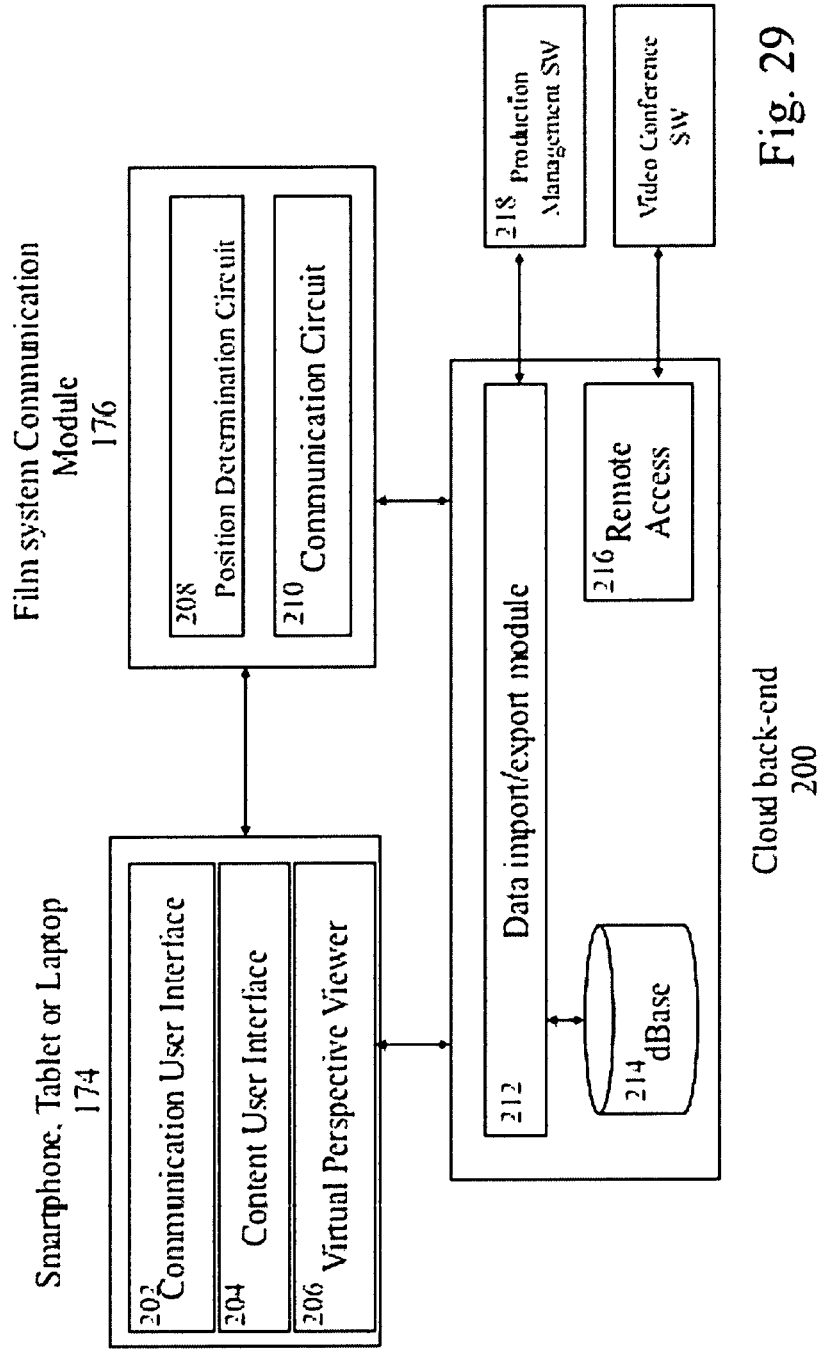 Smartphone, Tablet or Laptop
174
202 Communication User Interface
204 Content User Interface
206 Virtual Perspective Viewer
Film system Communication
Module
176
208 Position Determination Circuit
210 Communication Circuit
212 Data import/export module
214 dBase
216 Remote
Access
Cloud back-end
200
218 Production
Management SW
Video Conference
SW
Fig. 29